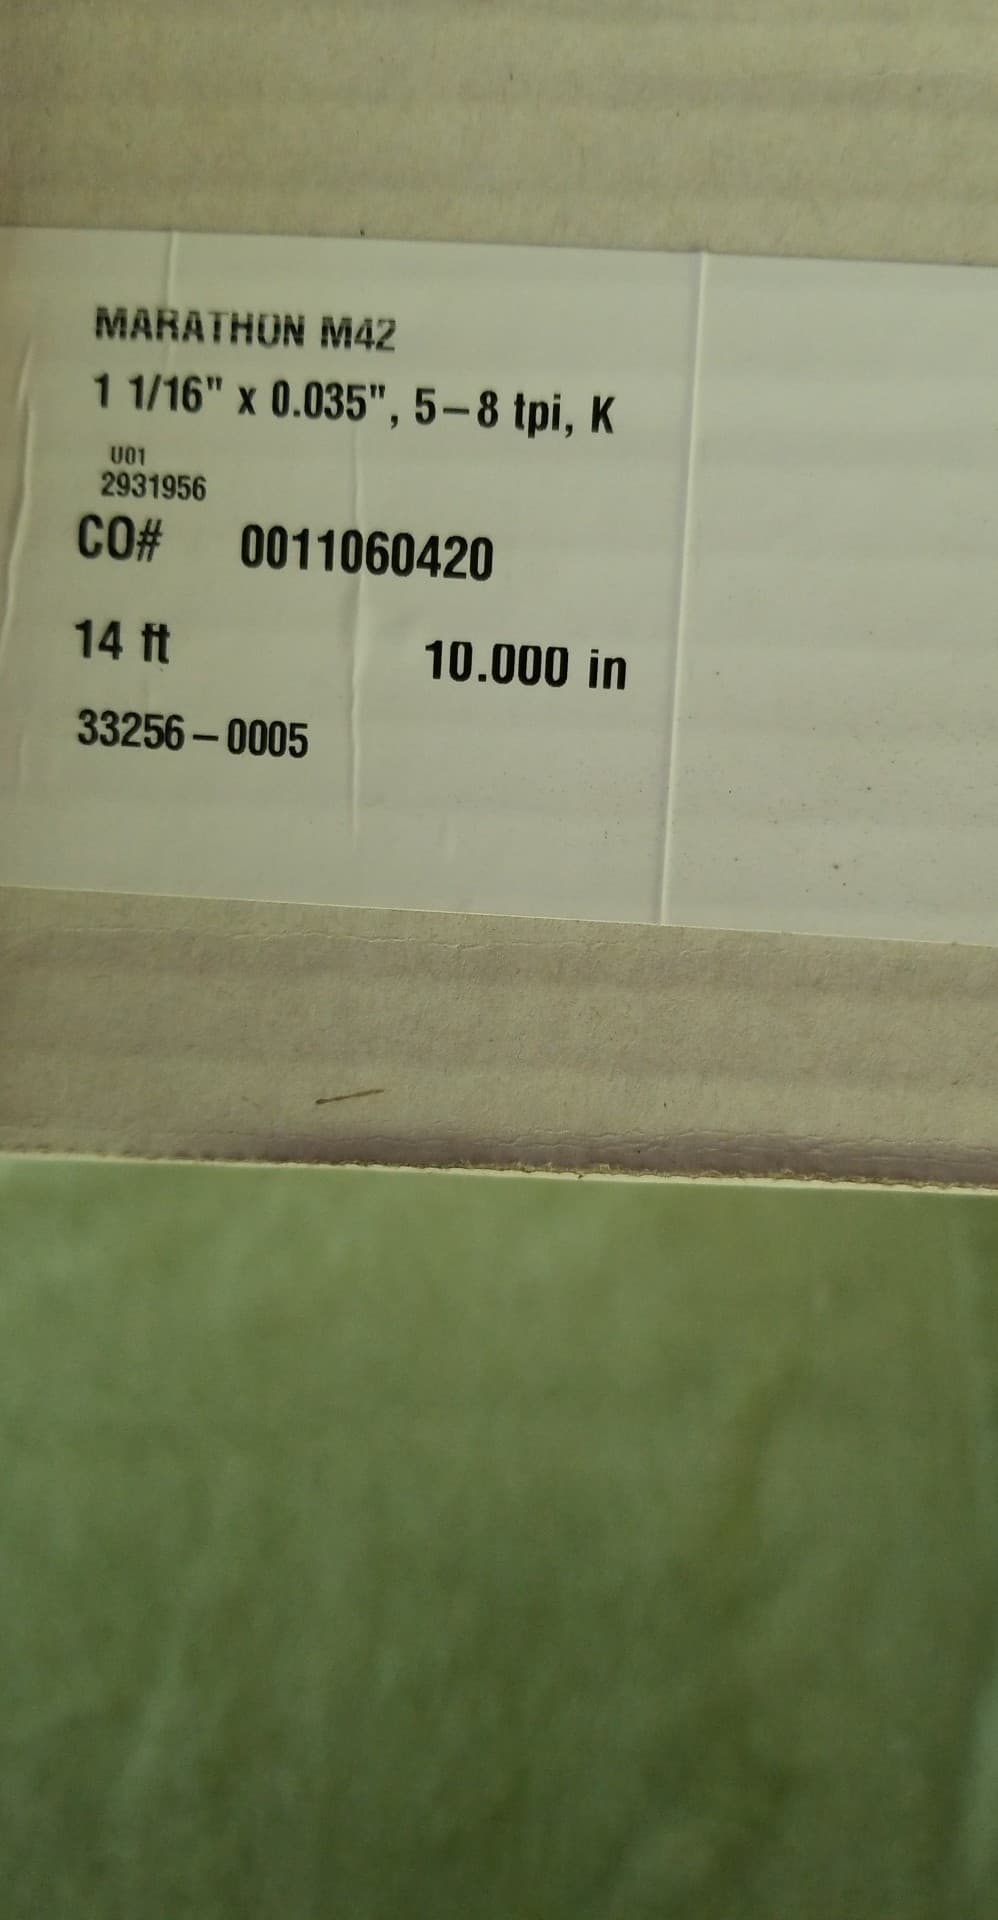 MARATHON M42
1 1/16" x 0.035", 5-8 tpi, K
U01
2931956
CO# 0011060420
14 ft 10.000 in
33256-0005